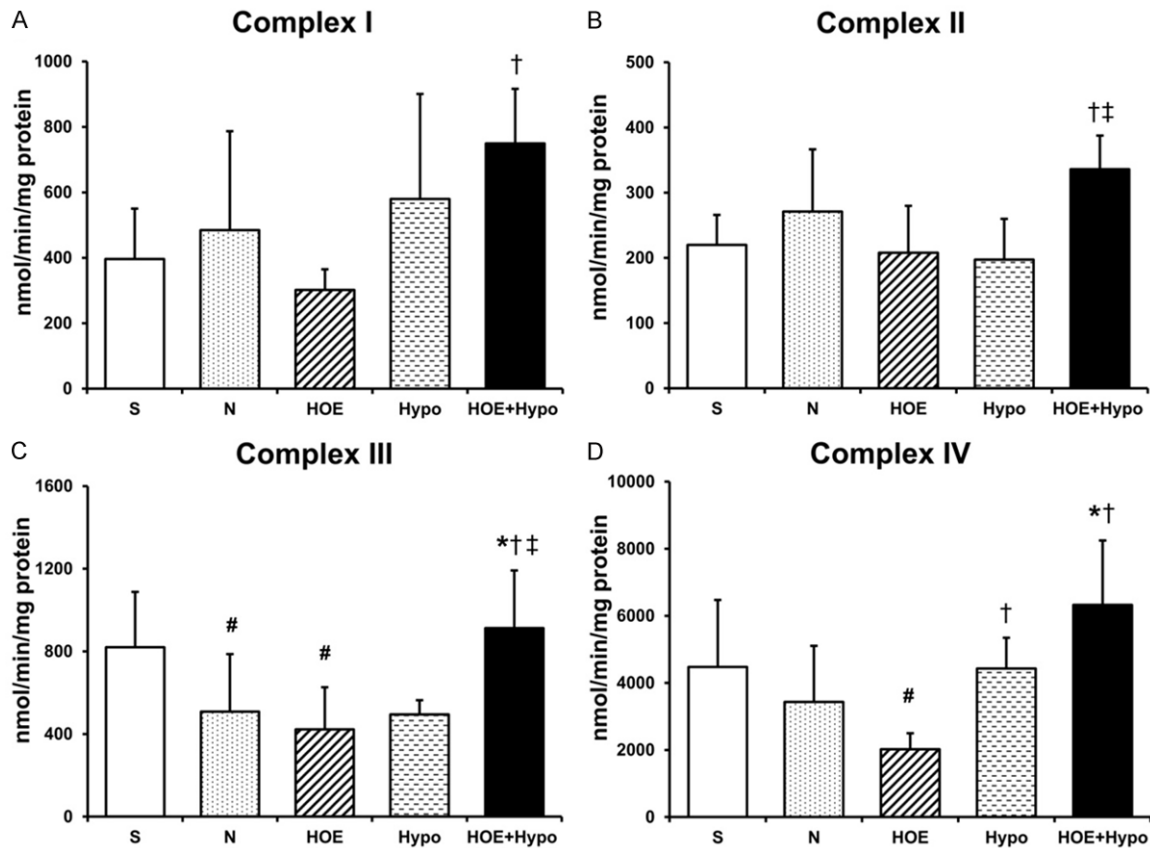 A
Complex I
nmol/min/mg protein
1000
800
600
400
200
0
†
S N HOE Hypo HOE+Hypo
B
Complex II
nmol/min/mg protein
500
400
300
200
100
0
†‡
S N HOE Hypo HOE+Hypo
C
Complex III
nmol/min/mg protein
1600
1200
800
400
0
#
#
*†‡
S N HOE Hypo HOE+Hypo
D
Complex IV
nmol/min/mg protein
10000
8000
6000
4000
2000
0
#
†
*†
S N HOE Hypo HOE+Hypo